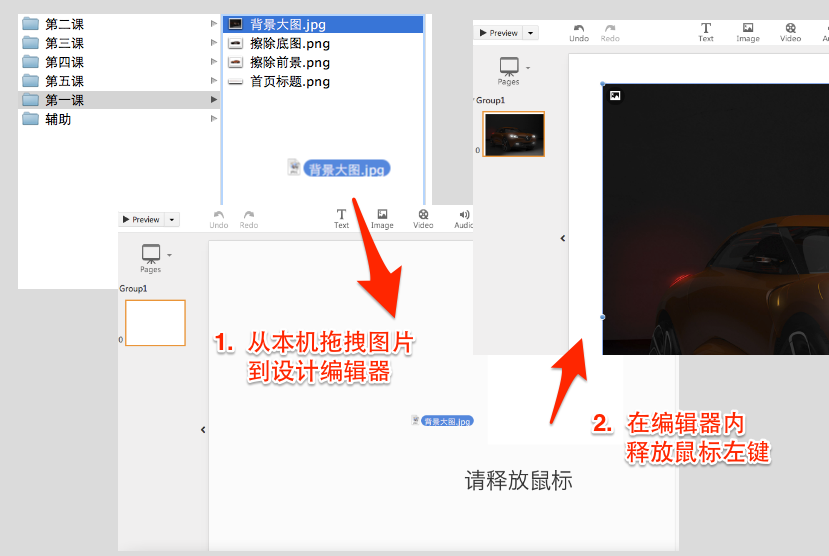 第二课
第三课
第四课
第五课
第一课
辅助
背景大图.jpg
擦除底图.png
擦除前景.png
首页标题.png
背景大图.jpg
Preview
Undo
Redo
Text
Image
Video
Pages
Group1
0
Preview
Undo
Redo
Text
Image
Video
Audio
Pages
Group1
0
1. 从本机拖拽图片
到设计编辑器
背景大图.jpg
请释放鼠标
2. 在编辑器内
释放鼠标左键